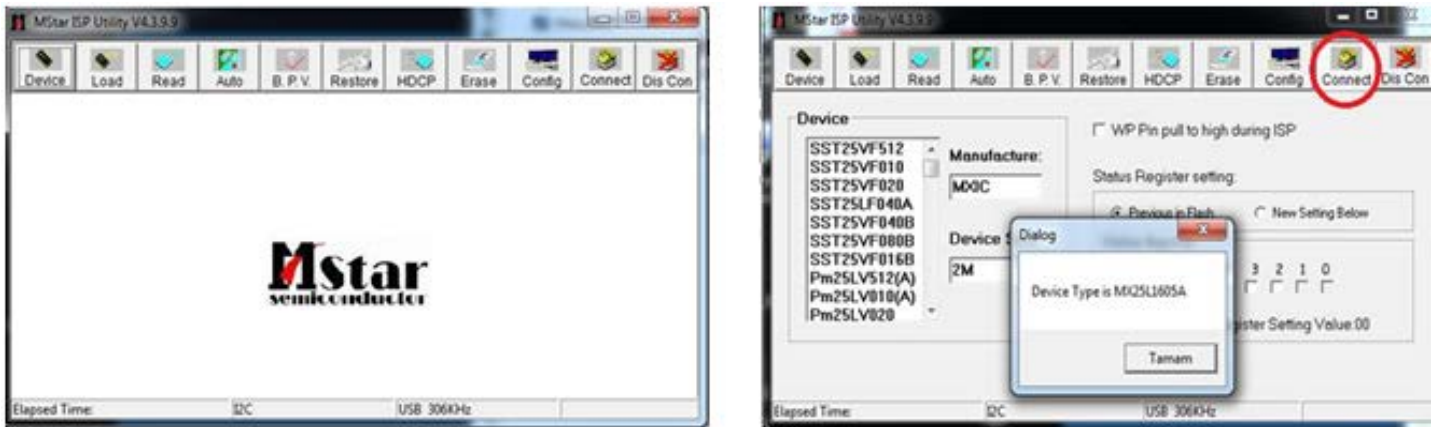 MStar ISP Utility V4.3.9.9
Device Load Read Auto B. P. V. Restore HDCP Erase Config Connect Dis Con
MStar
semiconductor
Elapsed Time: I2C USB 306KHz
MStar ISP Utility V4.3.9.9
Device Load Read Auto B. P. V. Restore HDCP Erase Config Connect Dis Con
Device
SST25VF512
SST25VF010
SST25VF020
SST25LF040A
SST25VF040B
SST25VF080B
SST25VF016B
Pm25LV512(A)
Pm25LV010(A)
Pm25LV020
Manufacture:
MXIC
Device S
2M
WP Pin pull to high during ISP
Status Register setting:
Previous in Flash New Setting Below
3 2 1 0
gister Setting Value:00
Dialog
Device Type is MX25L1605A
Tamam
Elapsed Time: I2C USB 306KHz